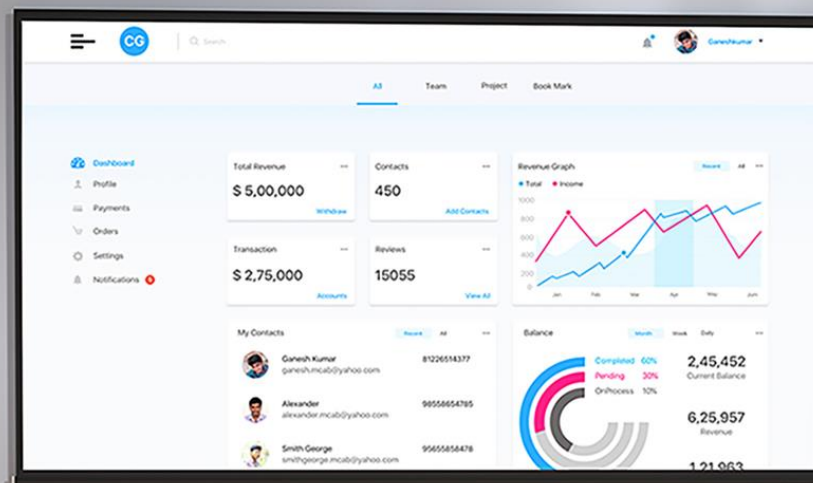 CG
Search
Ganeshkumar
All
Team
Project
Book Mark
Dashboard
Profile
Payments
Orders
Settings
Notifications
Total Revenue
$ 5,00,000
Withdraw
Contacts
450
Add Contacts
Transaction
$ 2,75,000
Accounts
Reviews
15055
View All
Revenue Graph
Recent All
Total Income
1000
800
600
400
200
0
Jan Feb Mar Apr May Jun
My Contacts
Recent All
Ganesh Kumar
ganesh.mcab@yahoo.com
81226514377
Alexander
alexander.mcab@yahoo.com
98558654785
Smith George
smithgeorge.mcab@yahoo.com
95655858478
Balance
Month Week Daily
Completed 60%
Pending 30%
OnProcess 10%
2,45,452
Current Balance
6,25,957
Revenue
1,21,963